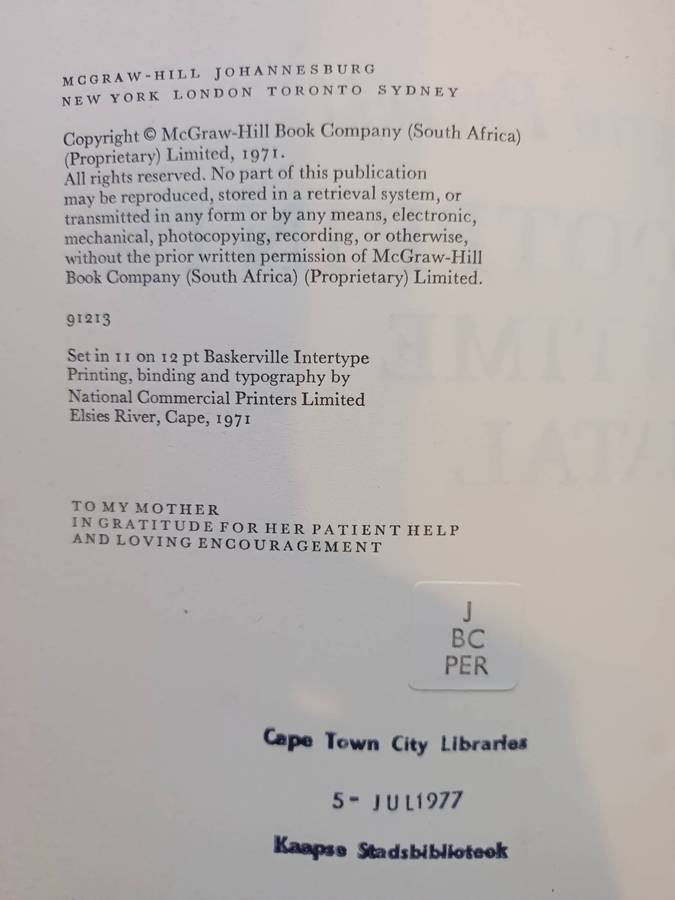 MCGRAW-HILL JOHANNESBURG
NEW YORK LONDON TORONTO SYDNEY
Copyright © McGraw-Hill Book Company (South Africa)
(Proprietary) Limited, 1971.
All rights reserved. No part of this publication
may be reproduced, stored in a retrieval system, or
transmitted in any form or by any means, electronic,
mechanical, photocopying, recording, or otherwise,
without the prior written permission of McGraw-Hill
Book Company (South Africa) (Proprietary) Limited.
91213
Set in 11 on 12 pt Baskerville Intertype
Printing, binding and typography by
National Commercial Printers Limited
Elsies River, Cape, 1971
TO MY MOTHER
IN GRATITUDE FOR HER PATIENT HELP
AND LOVING ENCOURAGEMENT
J
BC
PER
Cape Town City Libraries
5- JUL1977
Kaapse Stadsbiblioteek